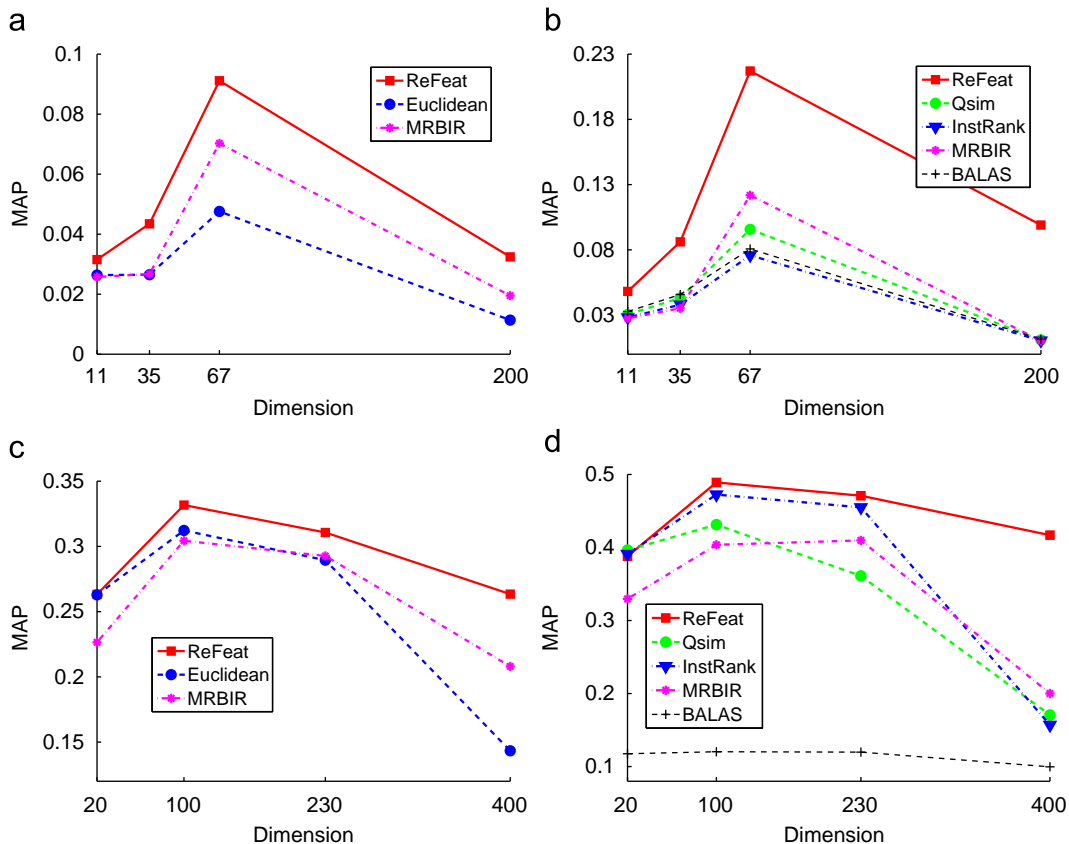 a
0.1
0.08
0.06
0.04
0.02
0
MAP
11 35 67 200
Dimension
ReFeat
Euclidean
MRBIR
b
0.23
0.18
0.13
0.08
0.03
MAP
11 35 67 200
Dimension
ReFeat
Qsim
InstRank
MRBIR
BALAS
c
0.35
0.3
0.25
0.2
0.15
MAP
20 100 230 400
Dimension
ReFeat
Euclidean
MRBIR
d
0.5
0.4
0.3
0.2
0.1
MAP
20 100 230 400
Dimension
ReFeat
Qsim
InstRank
MRBIR
BALAS